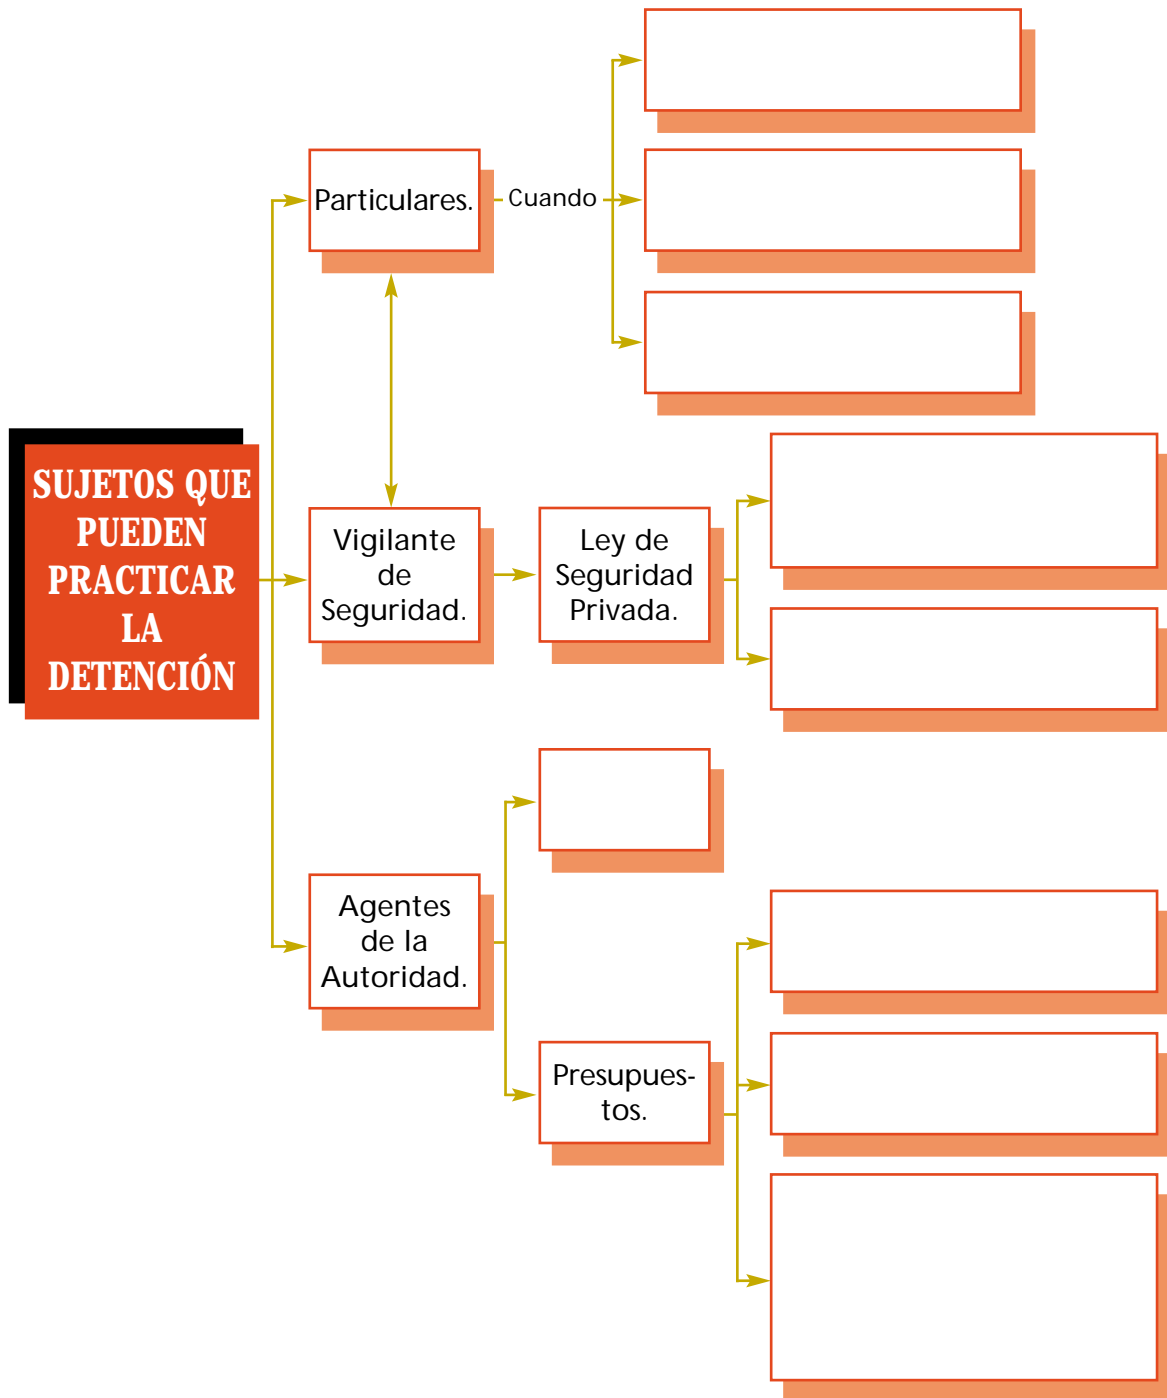 Particulares.
Cuando
SUJETOS QUE
PUEDEN
PRACTICAR
LA
DETENCIÓN
Vigilante
de
Seguridad.
Ley de
Seguridad
Privada.
Agentes
de la
Autoridad.
Presupues-
tos.